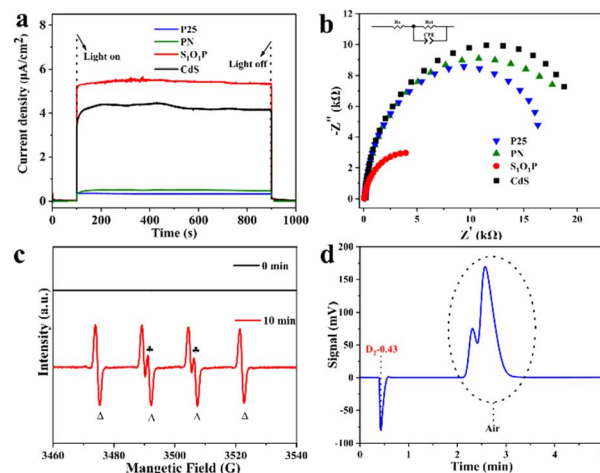 a
P25
PN
S₁O₁P
CdS
Light on
Light off
Current density (μA/cm²)
8
6
4
2
0
0 200 400 600 800 1000
Time (s)
b
Rs
Rct
CPE
P25
PN
S₁O₁P
CdS
-Z'' (kΩ)
12
10
8
6
4
2
0
0 5 10 15 20 25
Z' (kΩ)
c
0 min
10 min
♣ ♣
Δ Λ Λ Δ
Intensity (a.u.)
3460 3480 3500 3520 3540
Mangetic Field (G)
d
D₂-0.43
Air
Signal (mV)
200
150
100
50
0
-50
-100
0 1 2 3 4 5
Time (min)